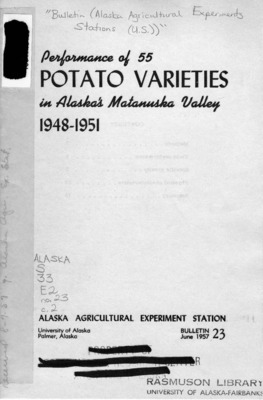 "Bulletin (Alaska Agricultural Experiments
Stations (U.S.))"
Performance of 55
POTATO VARIETIES
in Alaska's Matanuska Valley
1948-1951
ALASKA
S
33
E2
no. 23
c. 2
ALASKA AGRICULTURAL EXPERIMENT STATION
University of Alaska
Palmer, Alaska
BULLETIN 23
June 1957
RASMUSON LIBRARY
UNIVERSITY OF ALASKA-FAIRBANKS